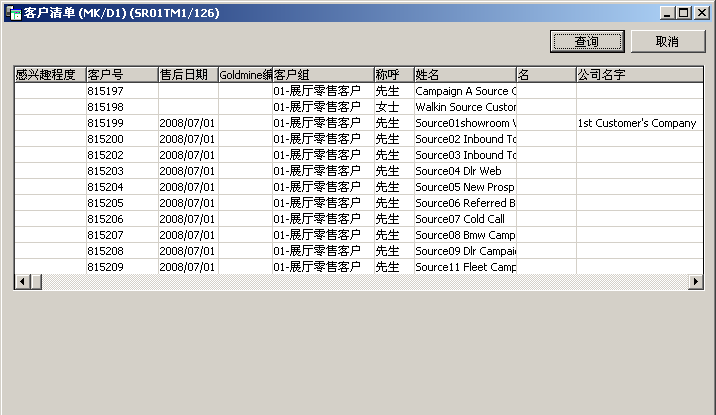 客户清单 (MK/D1) (SR01TM1/126)
查询 取消
感兴趣程度 客户号 售后日期 Goldmine编 客户组 称呼 姓名 名 公司名字
815197 01-展厅零售客户 先生 Campaign A Source C
815198 01-展厅零售客户 女士 Walkin Source Custor
815199 2008/07/01 01-展厅零售客户 先生 Source01showroom 1st Customer's Company
815200 2008/07/01 01-展厅零售客户 先生 Source02 Inbound To
815202 2008/07/01 01-展厅零售客户 先生 Source03 Inbound To
815203 2008/07/01 01-展厅零售客户 先生 Source04 Dlr Web
815204 2008/07/01 01-展厅零售客户 先生 Source05 New Prosp
815205 2008/07/01 01-展厅零售客户 先生 Source06 Referred B
815206 2008/07/01 01-展厅零售客户 先生 Source07 Cold Call
815207 2008/07/01 01-展厅零售客户 先生 Source08 Bmw Camp
815208 2008/07/01 01-展厅零售客户 先生 Source09 Dlr Campai
815209 2008/07/01 01-展厅零售客户 先生 Source11 Fleet Camp